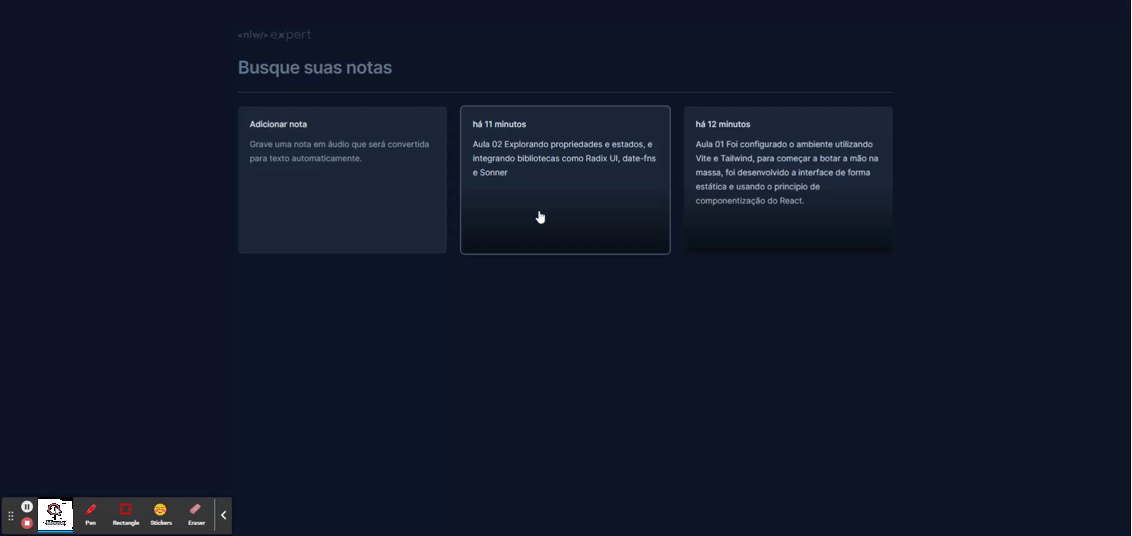 <nlw/> expert
Busque suas notas
Adicionar nota
Grave uma nota em áudio que será convertida
para texto automaticamente.
há 11 minutos
Aula 02 Explorando propriedades e estados, e
integrando bibliotecas como Radix UI, date-fns
e Sonner
há 12 minutos
Aula 01 Foi configurado o ambiente utilizando
Vite e Tailwind, para começar a botar a mão na
massa, foi desenvolvido a interface de forma
estática e usando o principio de
componentização do React.
Pen
Rectangle
Stickers
Eraser